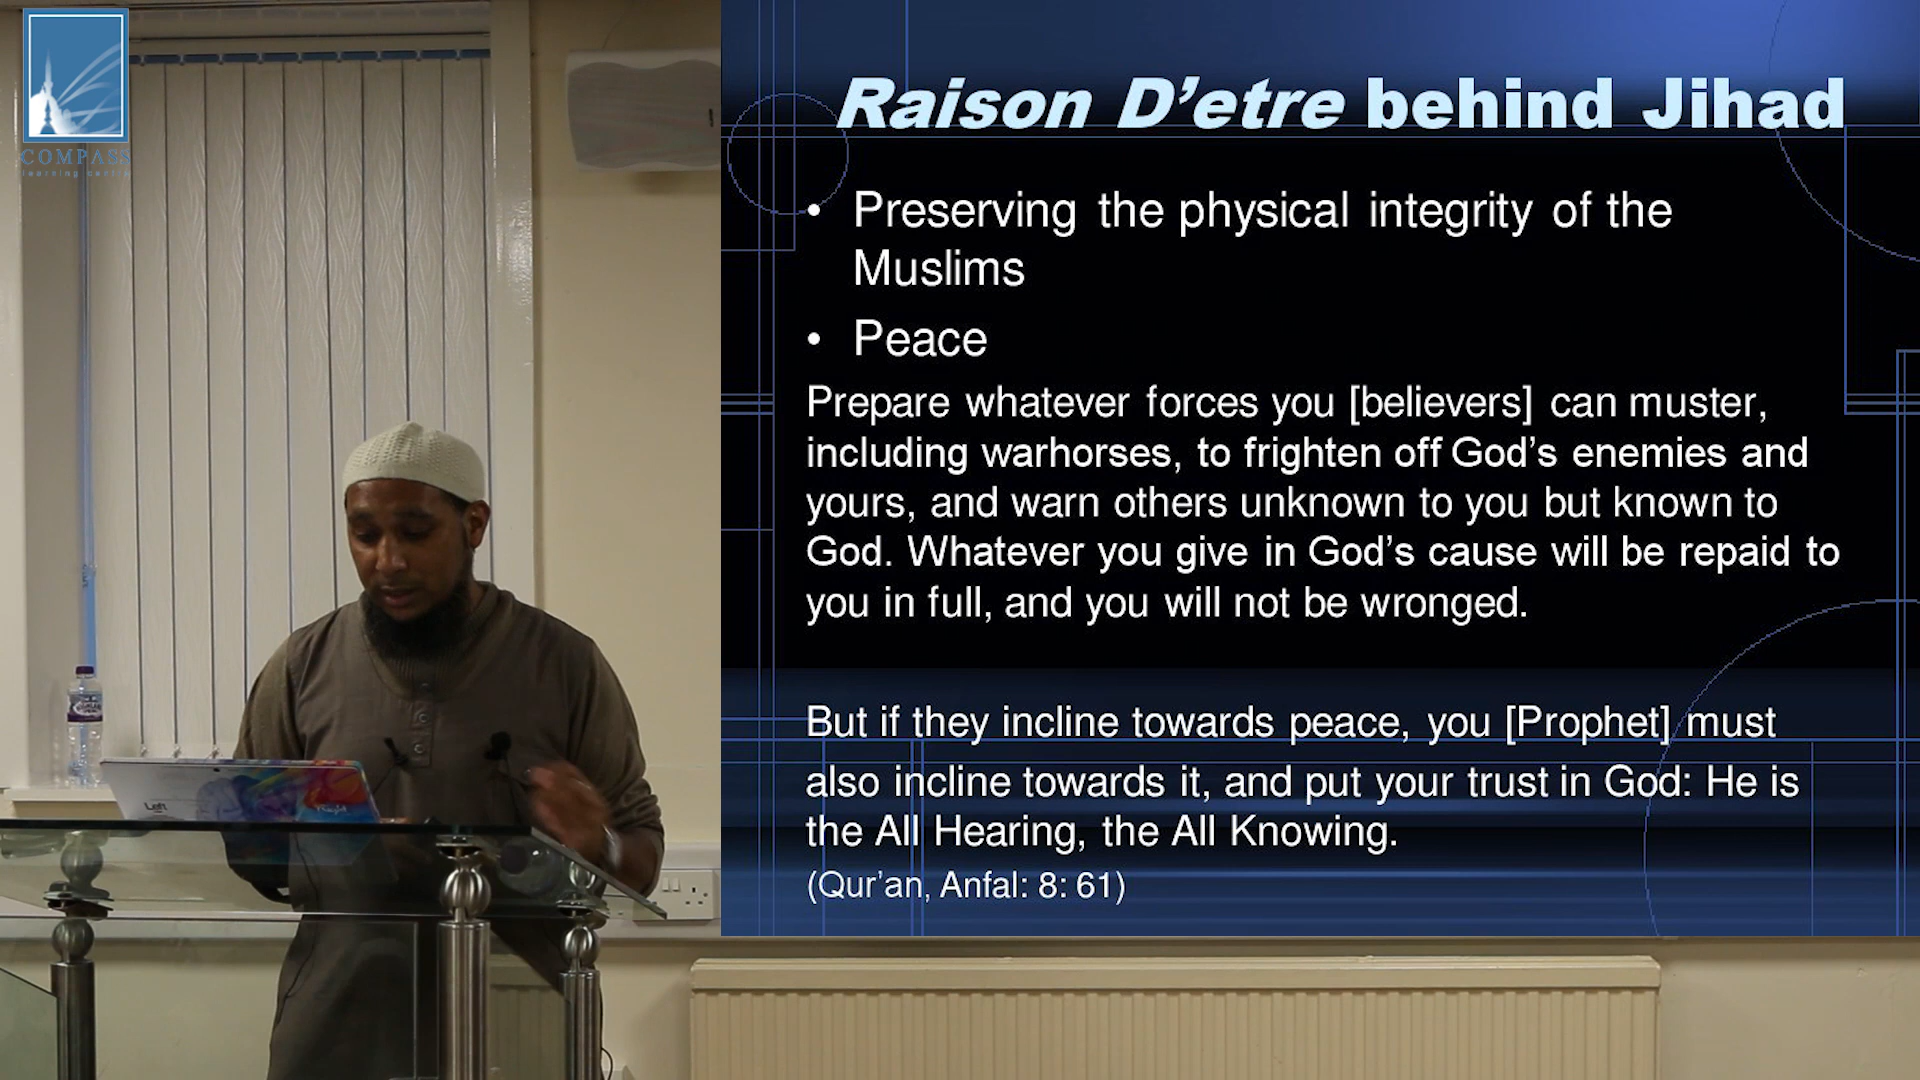 COMPASS
learning centre
Raison D'etre behind Jihad
• Preserving the physical integrity of the
Muslims
• Peace
Prepare whatever forces you [believers] can muster,
including warhorses, to frighten off God's enemies and
yours, and warn others unknown to you but known to
God. Whatever you give in God's cause will be repaid to
you in full, and you will not be wronged.
But if they incline towards peace, you [Prophet] must
also incline towards it, and put your trust in God: He is
the All Hearing, the All Knowing.
(Qur'an, Anfal: 8: 61)
Left